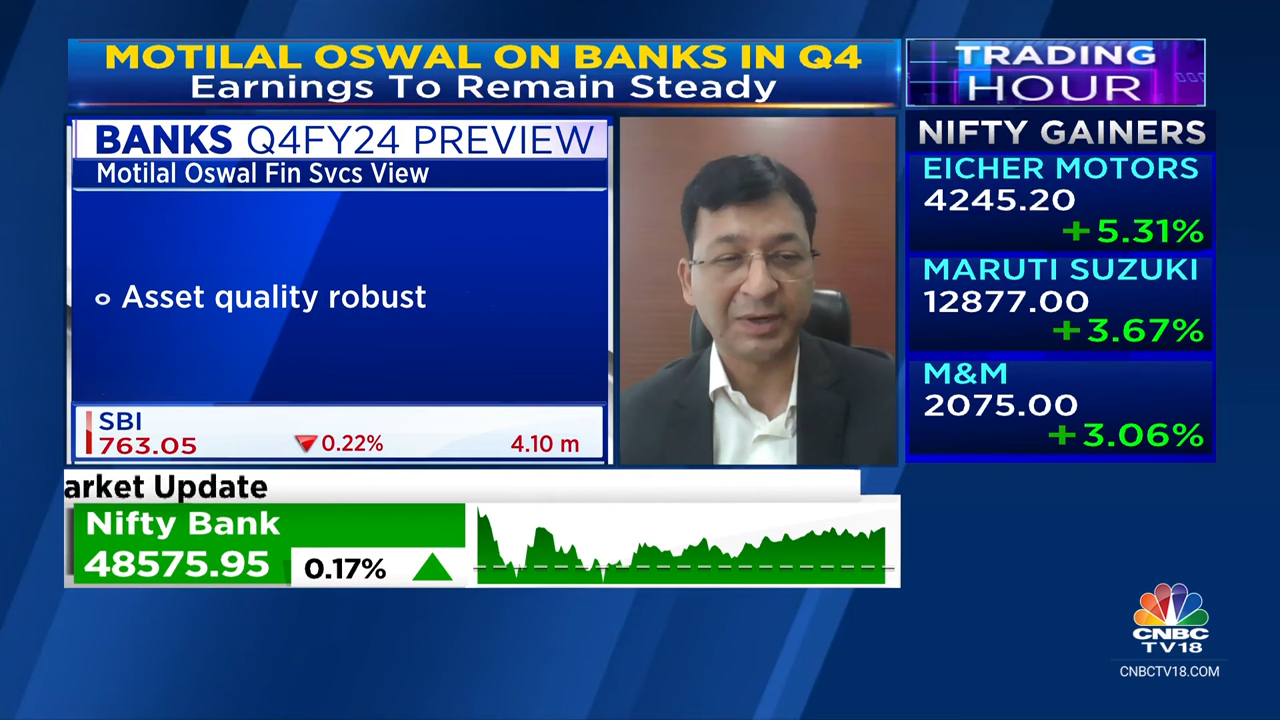 MOTILAL OSWAL ON BANKS IN Q4
Earnings To Remain Steady
TRADING
HOUR
BANKS Q4FY24 PREVIEW
Motilal Oswal Fin Svcs View
Asset quality robust
SBI
763.05 0.22% 4.10 m
NIFTY GAINERS
EICHER MOTORS
4245.20
+5.31%
MARUTI SUZUKI
12877.00
+3.67%
M&M
2075.00
+3.06%
arket Update
Nifty Bank
48575.95 0.17%
CNBC
TV18
CNBCTV18.COM